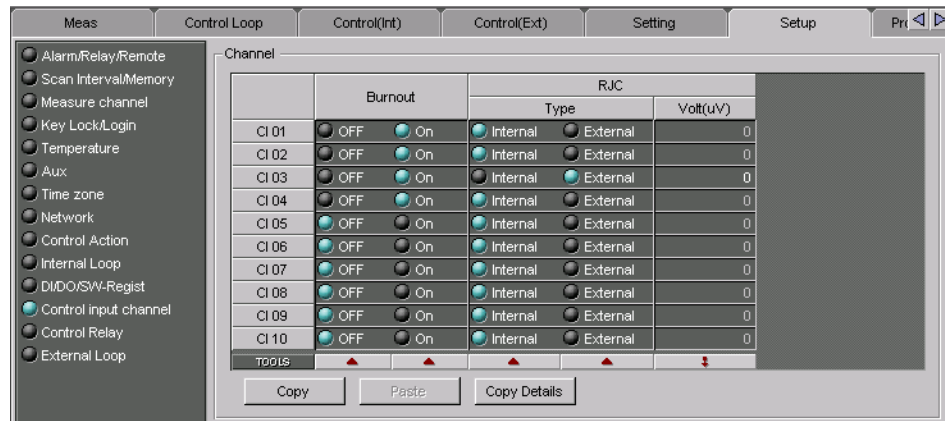 Meas Control Loop Control(Int) Control(Ext) Setting Setup
Alarm/Relay/Remote
Scan Interval/Memory
Measure channel
Key Lock/Login
Temperature
Aux
Time zone
Network
Control Action
Internal Loop
DI/DO/SW-Regist
Control input channel
Control Relay
External Loop
Channel
Burnout RJC
Type Volt(uV)
CI 01 OFF On Internal External 0
CI 02 OFF On Internal External 0
CI 03 OFF On Internal External 0
CI 04 OFF On Internal External 0
CI 05 OFF On Internal External 0
CI 06 OFF On Internal External 0
CI 07 OFF On Internal External 0
CI 08 OFF On Internal External 0
CI 09 OFF On Internal External 0
CI 10 OFF On Internal External 0
TOOLS
Copy Paste Copy Details